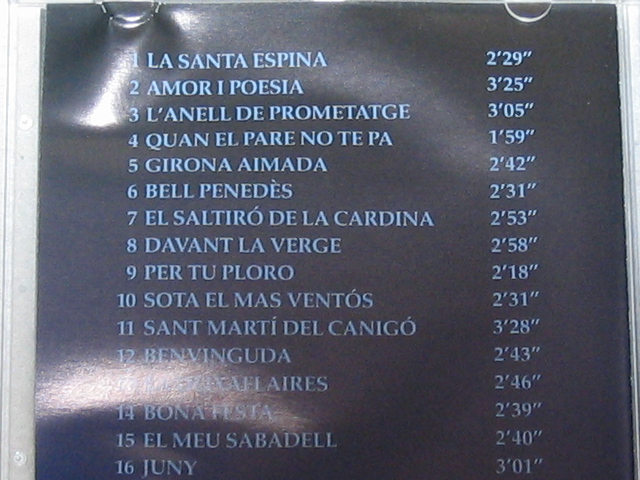 1 LA SANTA ESPINA 2'29"
2 AMOR I POESIA 3'25"
3 L'ANELL DE PROMETATGE 3'05"
4 QUAN EL PARE NO TE PA 1'59"
5 GIRONA AIMADA 2'42"
6 BELL PENEDÈS 2'31"
7 EL SALTIRÓ DE LA CARDINA 2'53"
8 DAVANT LA VERGE 2'58"
9 PER TU PLORO 2'18"
10 SOTA EL MAS VENTÓS 2'31"
11 SANT MARTÍ DEL CANIGÓ 3'28"
12 BENVINGUDA 2'43"
13 AIRES 2'46"
14 BONA FESTA 2'39"
15 EL MEU SABADELL 2'40"
16 JUNY 3'01"